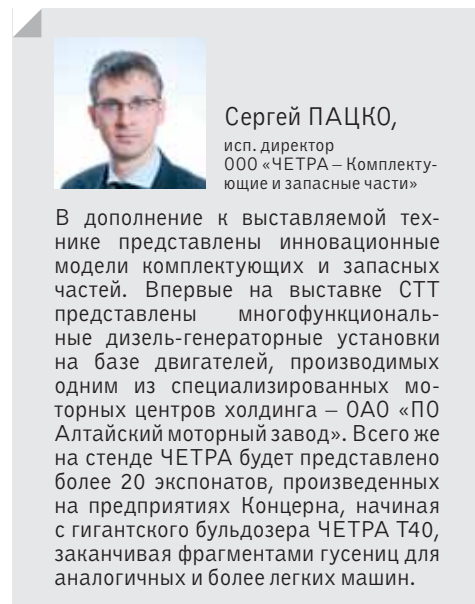 Сергей ПАЦКО,
исп. директор
ООО «ЧЕТРА – Комплекту-
ющие и запасные части»
В дополнение к выставляемой тех-
нике представлены инновационные
модели комплектующих и запасных
частей. Впервые на выставке СТТ
представлены многофункциональ-
ные дизель-генераторные установки
на базе двигателей, производимых
одним из специализированных мо-
торных центров холдинга – ОАО «ПО
Алтайский моторный завод». Всего же
на стенде ЧЕТРА будет представлено
более 20 экспонатов, произведенных
на предприятиях Концерна, начиная
с гигантского бульдозера ЧЕТРА Т40,
заканчивая фрагментами гусениц для
аналогичных и более легких машин.